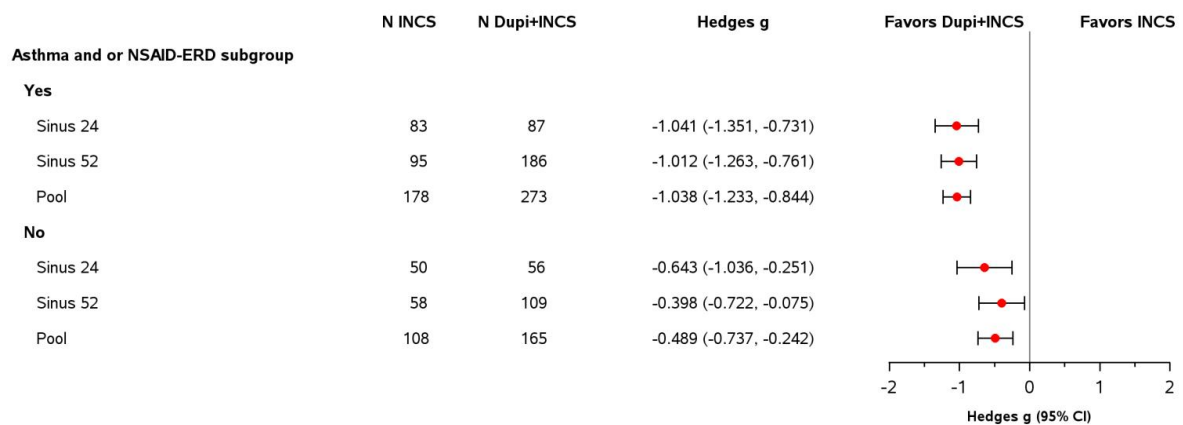 N INCS N Dupi+INCS Hedges g Favors Dupi+INCS Favors INCS
Asthma and or NSAID-ERD subgroup
Yes
Sinus 24 83 87 -1.041 (-1.351, -0.731)
Sinus 52 95 186 -1.012 (-1.263, -0.761)
Pool 178 273 -1.038 (-1.233, -0.844)
No
Sinus 24 50 56 -0.643 (-1.036, -0.251)
Sinus 52 58 109 -0.398 (-0.722, -0.075)
Pool 108 165 -0.489 (-0.737, -0.242)
-2 -1 0 1 2
Hedges g (95% CI)